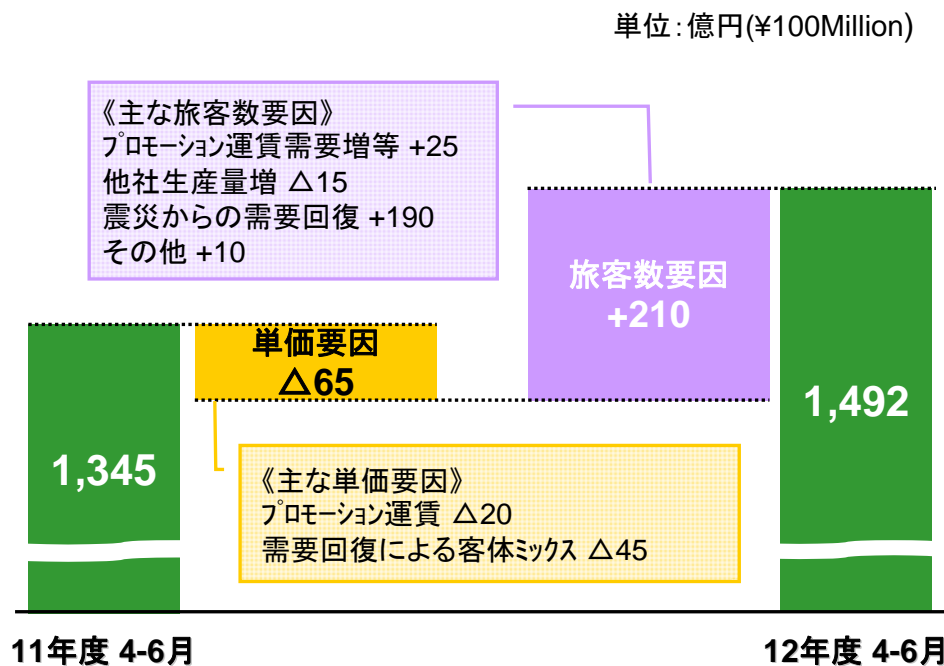 単位:億円(¥100Million)
《主な旅客数要因》
プロモーション運賃需要増等 +25
他社生産量増 △15
震災からの需要回復 +190
その他 +10
旅客数要因
+210
単価要因
△65
1,492
1,345
《主な単価要因》
プロモーション運賃 △20
需要回復による客体ミックス △45
11年度 4-6月
12年度 4-6月